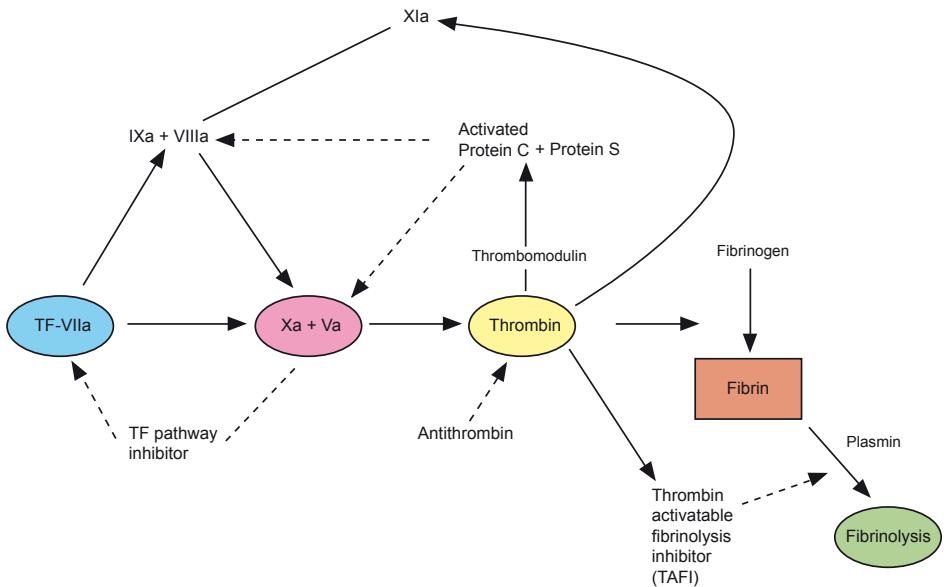 XIa
IXa + VIIIa
Activated
Protein C + Protein S
Thrombomodulin
Fibrinogen
TF-VIIa
Xa + Va
Thrombin
Fibrin
TF pathway
inhibitor
Antithrombin
Plasmin
Thrombin
activatable
fibrinolysis
inhibitor
(TAFI)
Fibrinolysis